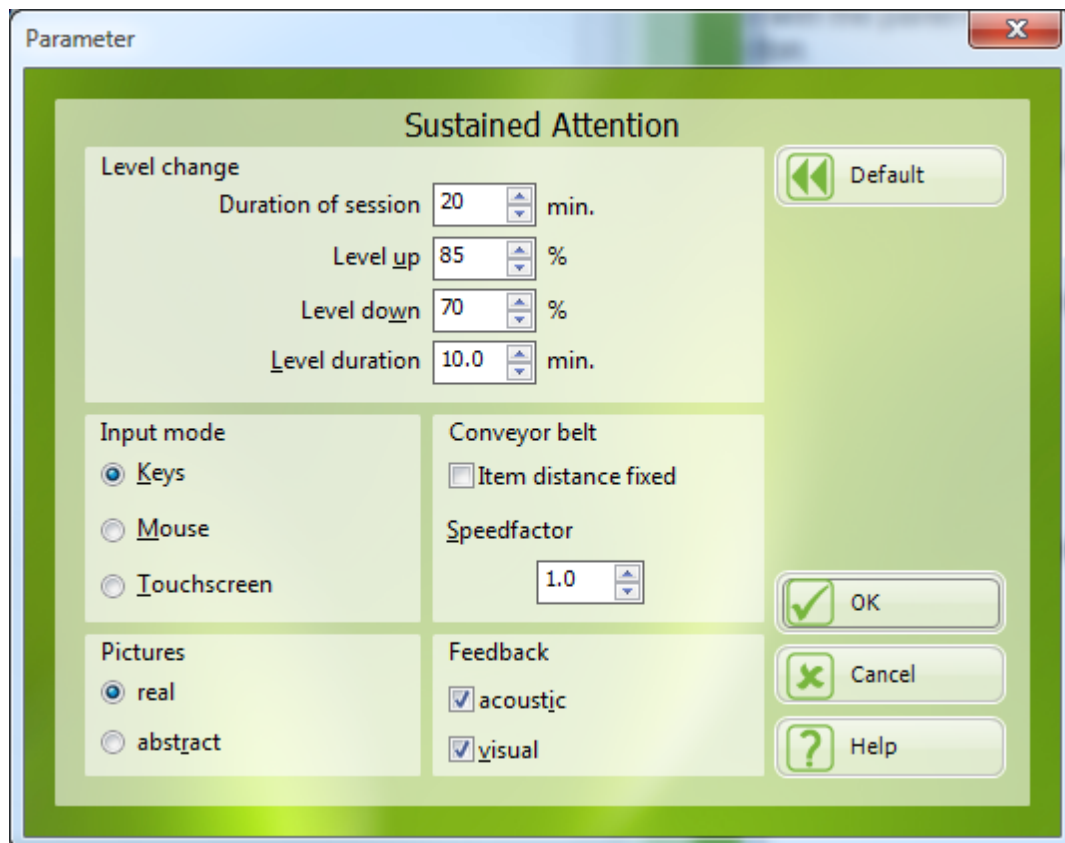 Parameter
Sustained Attention
Level change
Duration of session 20 min.
Level up 85 %
Level down 70 %
Level duration 10.0 min.
Default
Input mode
Keys
Mouse
Touchscreen
Conveyor belt
Item distance fixed
Speedfactor
1.0
Pictures
real
abstract
Feedback
acoustic
visual
OK
Cancel
Help